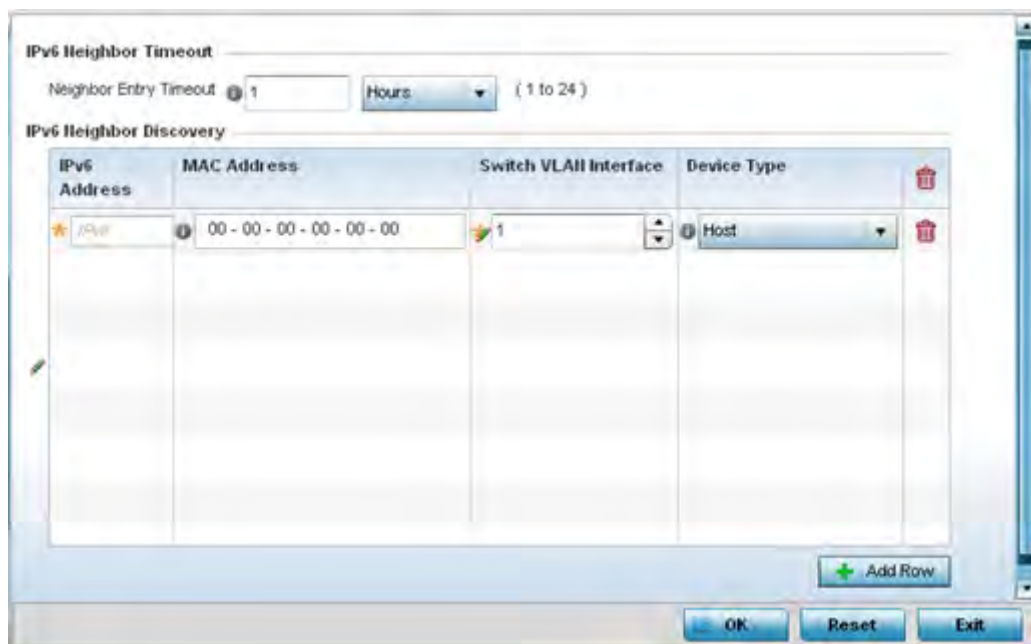 IPv6 Neighbor Timeout
Neighbor Entry Timeout 1 Hours ( 1 to 24 )
IPv6 Neighbor Discovery
IPv6 Address MAC Address Switch VLAN Interface Device Type
IPv6 00 - 00 - 00 - 00 - 00 - 00 1 Host
Add Row
OK Reset Exit